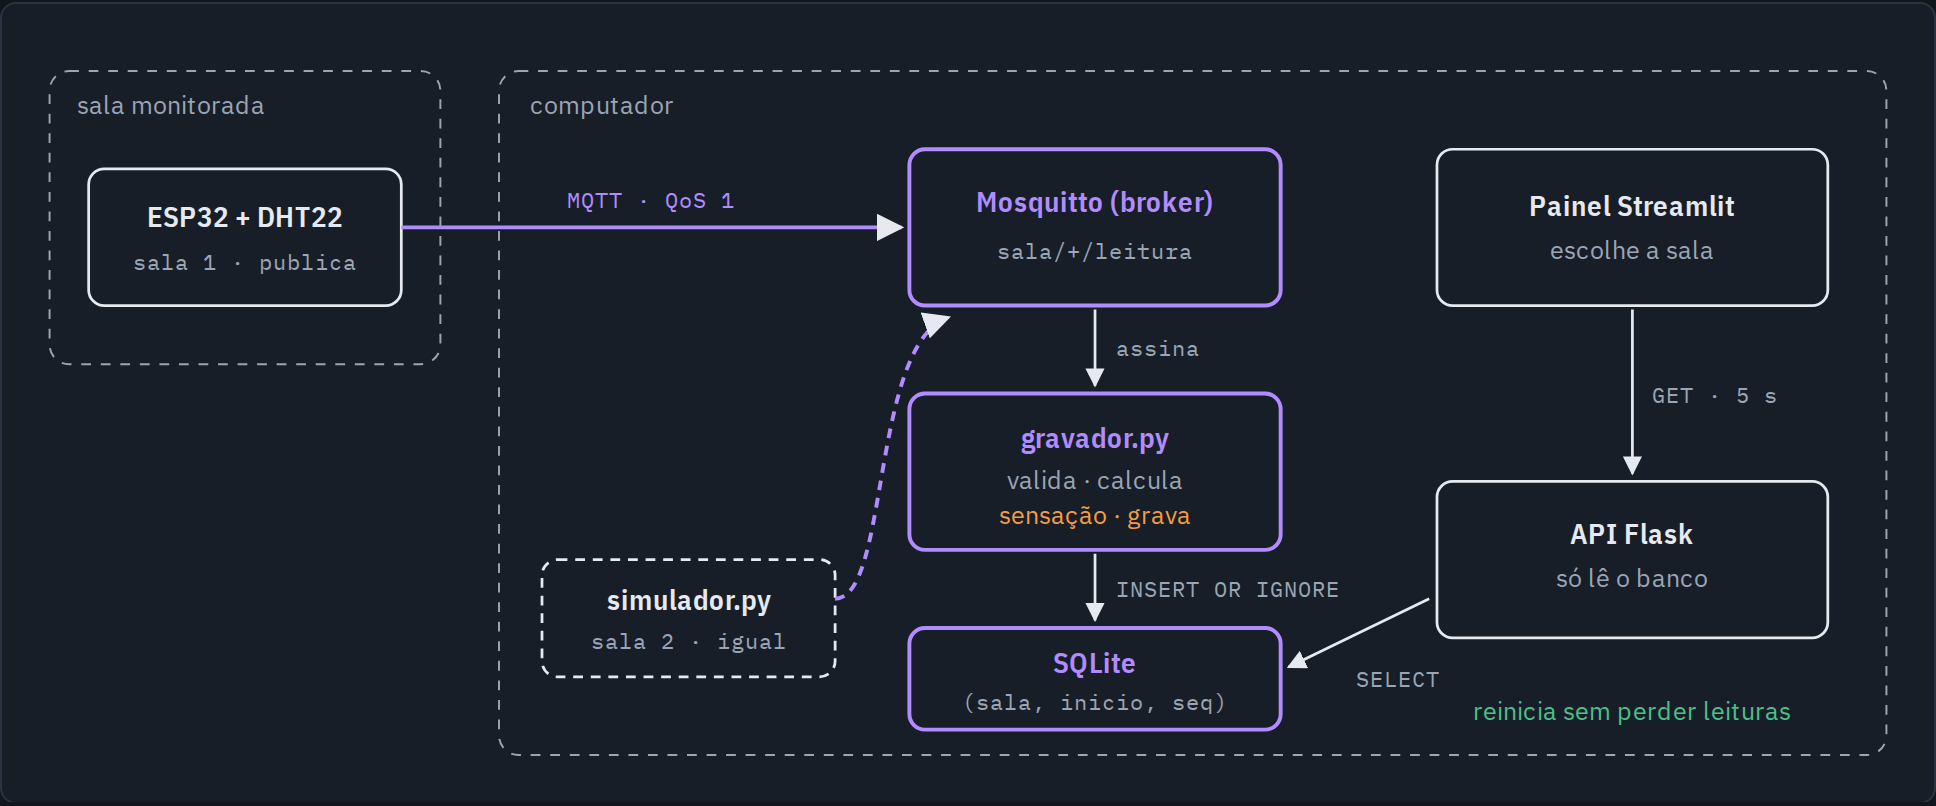 sala monitorada
ESP32 + DHT22
sala 1 · publica
computador
MQTT · QoS 1
Mosquitto (broker)
sala/+/leitura
assina
gravador.py
valida · calcula
sensação · grava
INSERT OR IGNORE
simulador.py
sala 2 · igual
SQLite
(sala, inicio, seq)
Painel Streamlit
escolhe a sala
GET · 5 s
API Flask
só lê o banco
SELECT
reinicia sem perder leituras